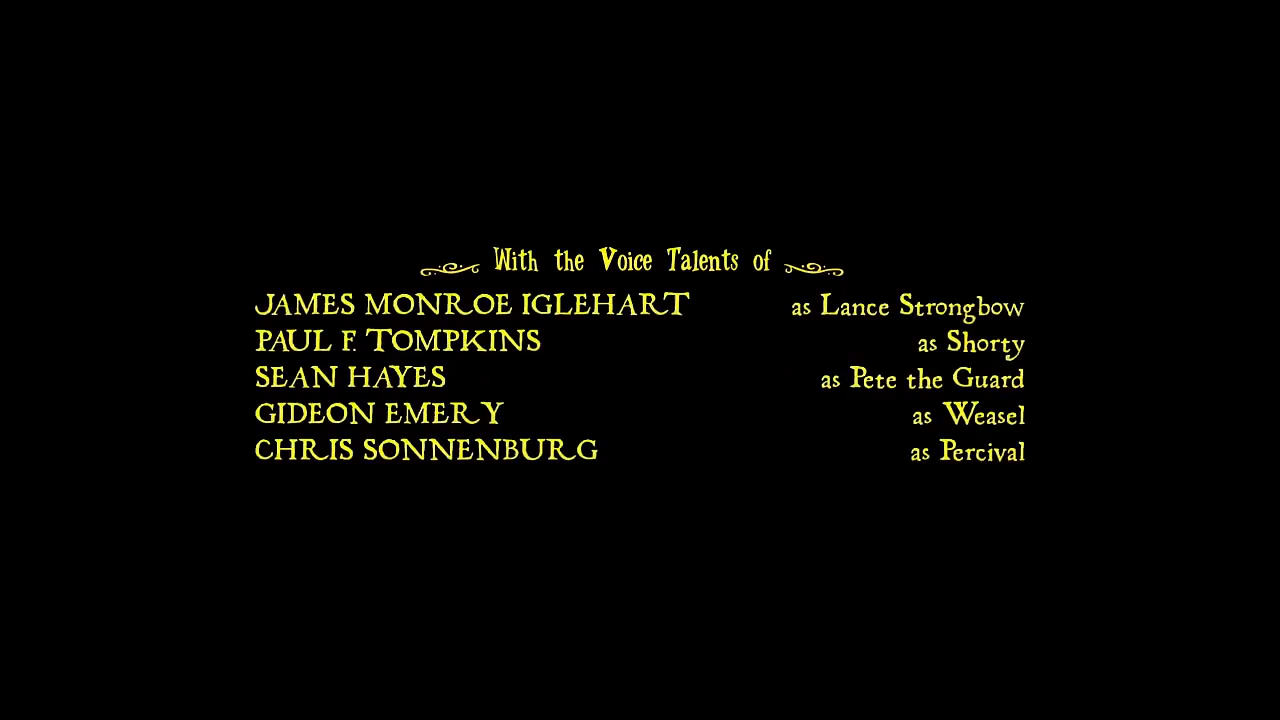 With the Voice Talents of
JAMES MONROE IGLEHART as Lance Strongbow
PAUL F. TOMPKINS as Shorty
SEAN HAYES as Pete the Guard
GIDEON EMERY as Weasel
CHRIS SONNENBURG as Percival